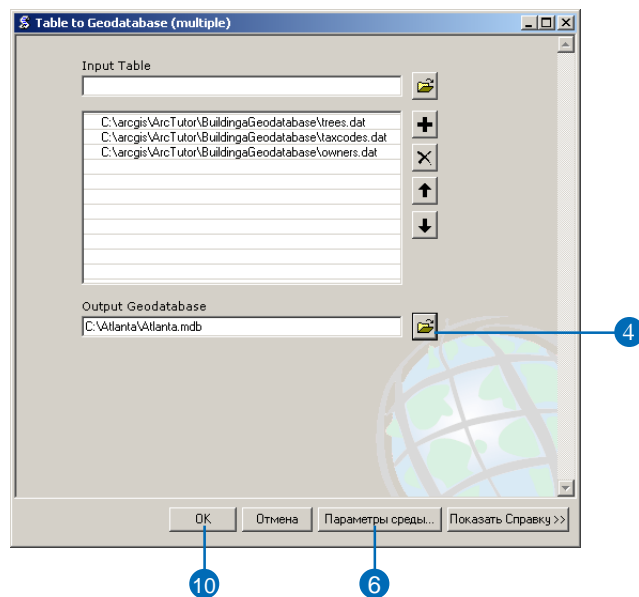 Table to Geodatabase (multiple)
Input Table
C:\arcgis\ArcTutor\BuildingaGeodatabase\trees.dat
C:\arcgis\ArcTutor\BuildingaGeodatabase\taxcodes.dat
C:\arcgis\ArcTutor\BuildingaGeodatabase\owners.dat
Output Geodatabase
C:\Atlanta\Atlanta.mdb
4
OK Отмена Параметры среды... Показать Справку >>
10 6